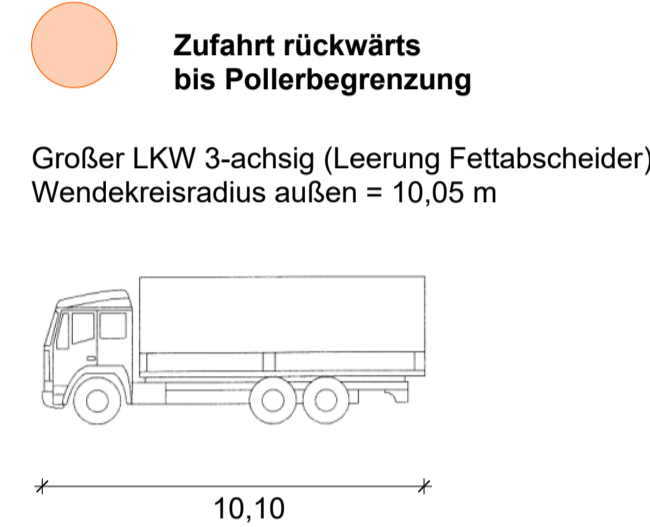 Zufahrt rückwärts
bis Pollerbegrenzung
Großer LKW 3-achsig (Leerung Fettabscheider)
Wendekreisradius außen = 10,05 m
10,10